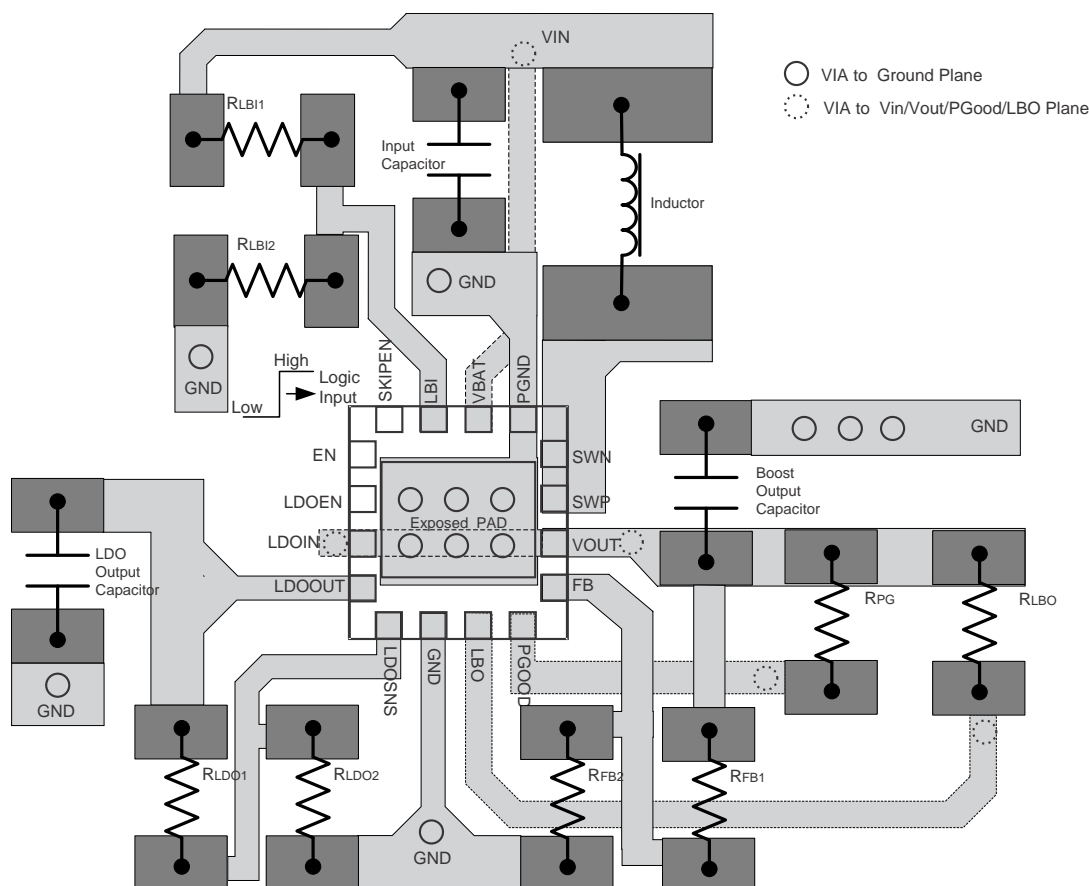 VIN
VIA to Ground Plane
VIA to Vin/Vout/PGood/LBO Plane
RLBI1
Input
Capacitor
Inductor
RLBI2
GND
GND
High
Low
Logic
Input
SKIPEN
LBI
VBAT
PGND
EN
LDOEN
LDOIN
LDOOUT
SWN
SWP
VOUT
FB
Exposed PAD
LDOSNS
GND
LBO
PGOOD
GND
Boost
Output
Capacitor
LDO
Output
Capacitor
GND
RPG
RLBO
RLDO1
RLDO2
RFB2
RFB1
GND